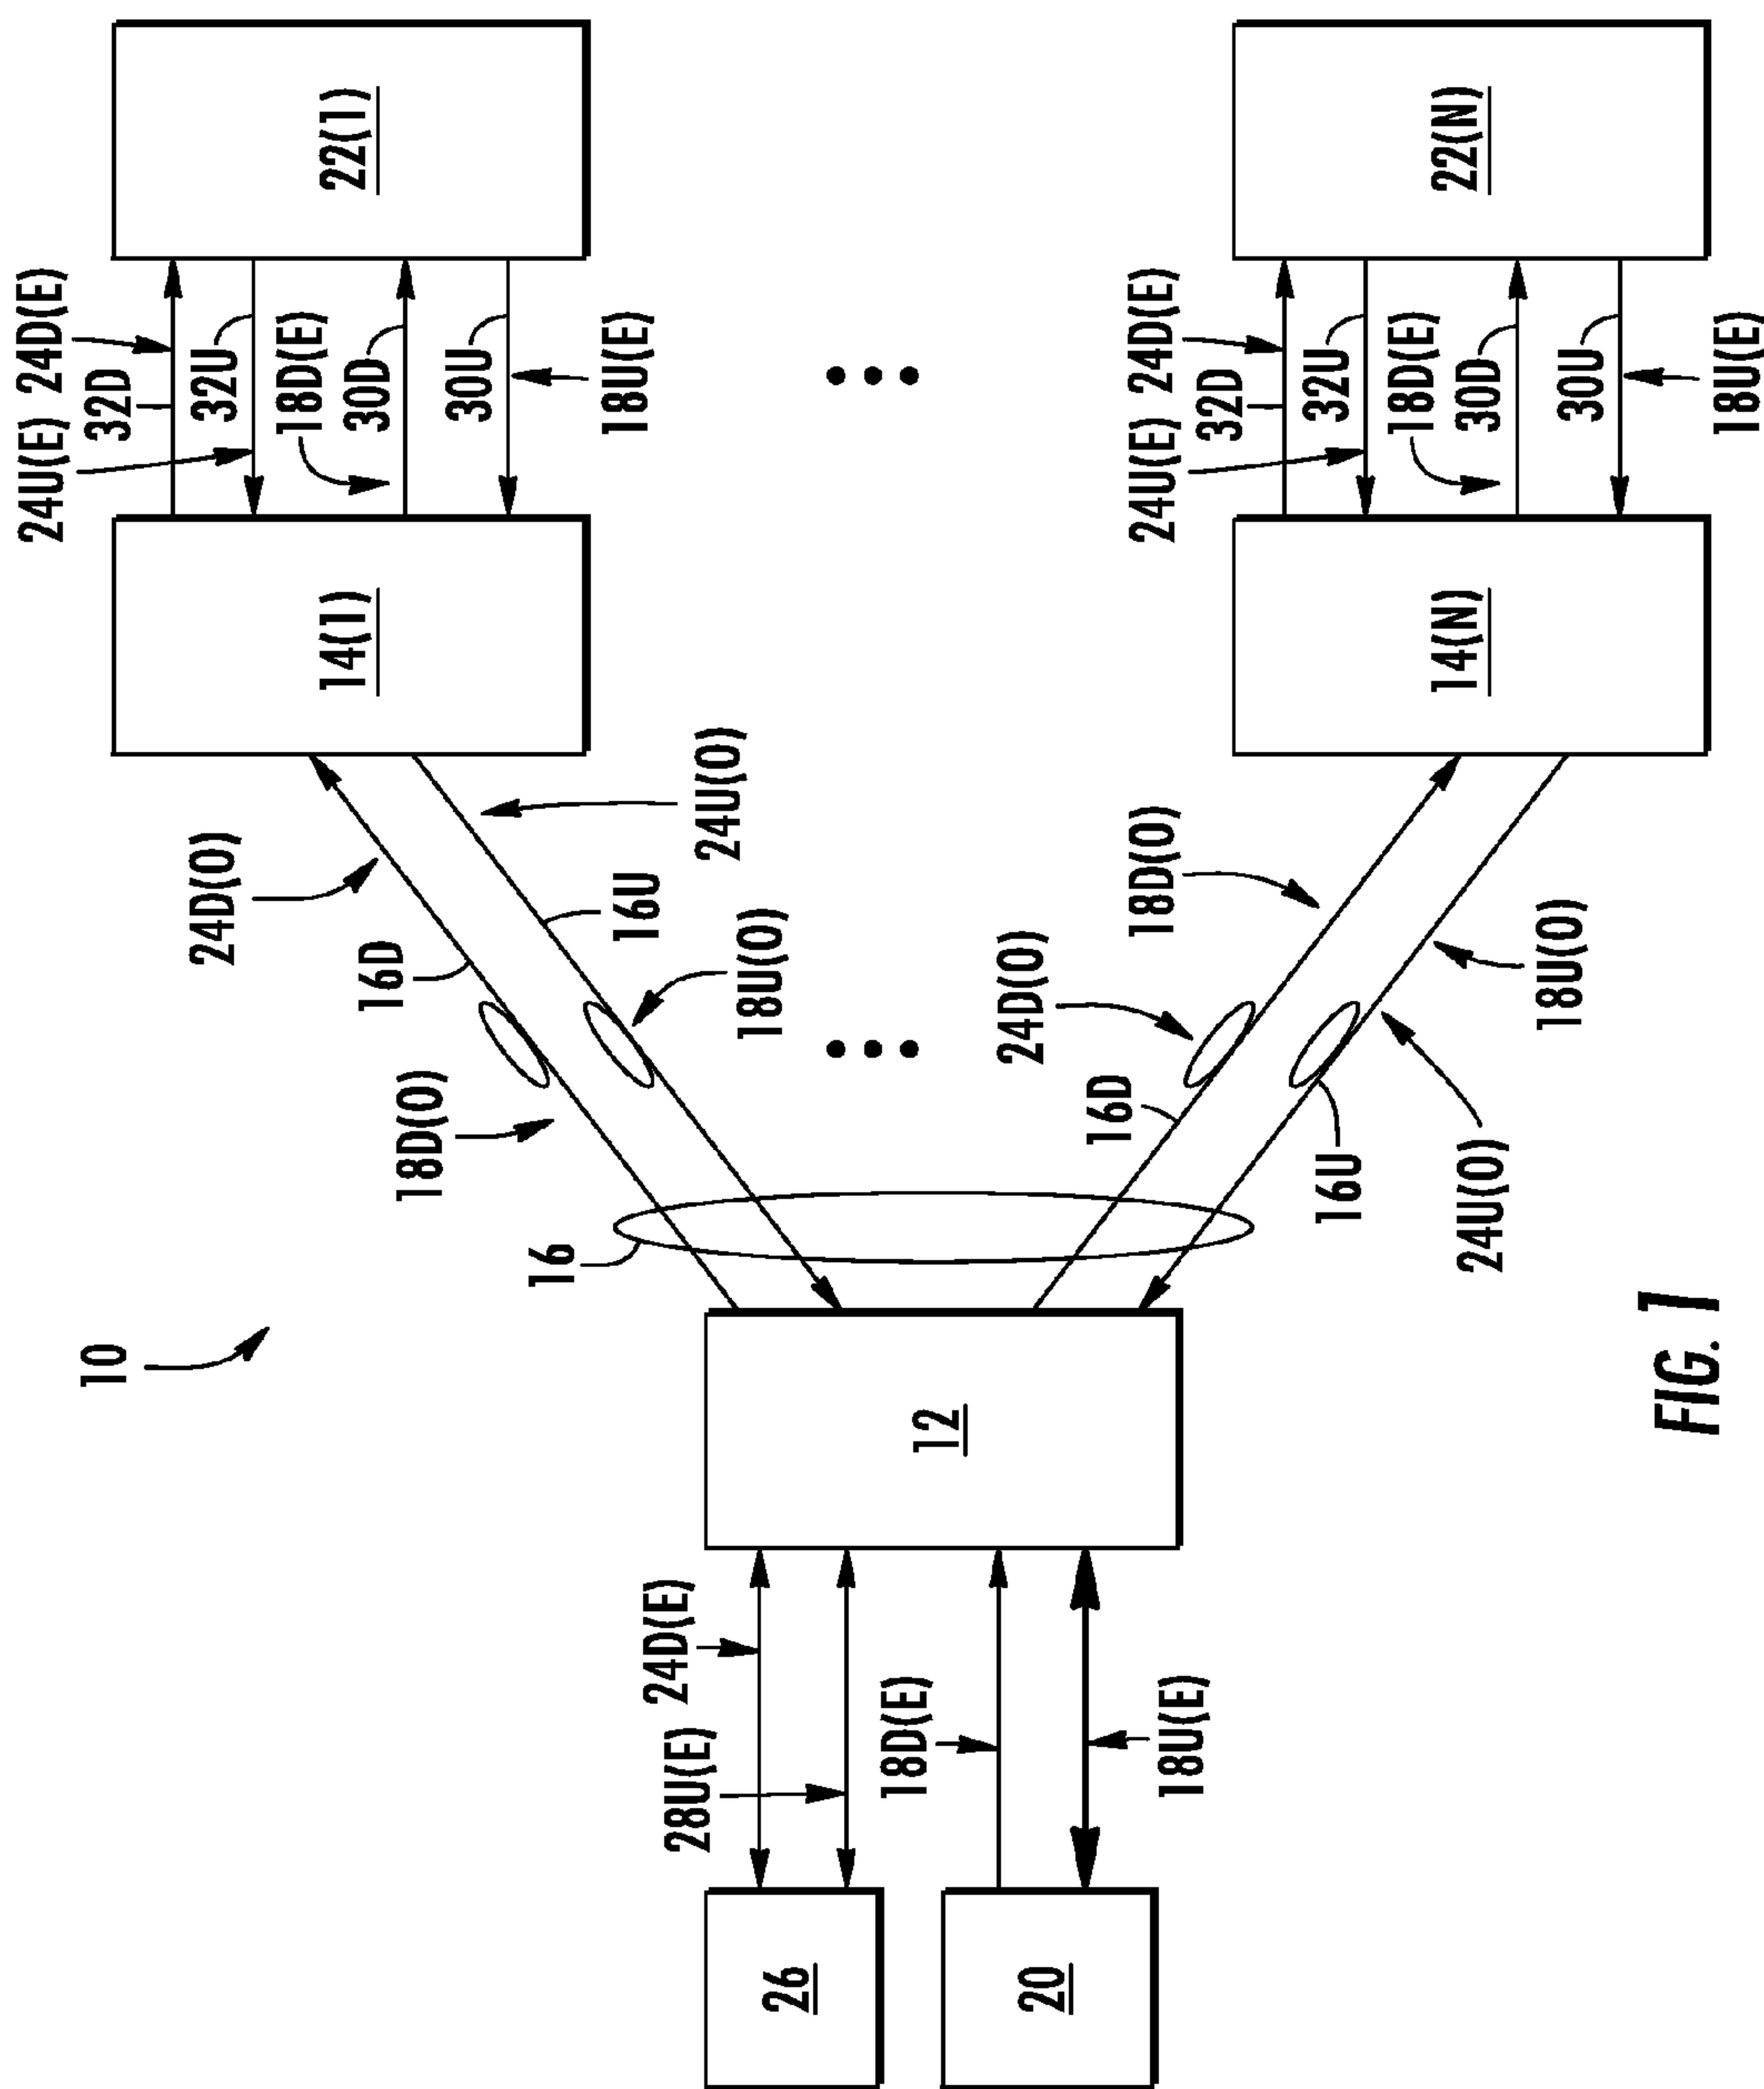 24U(E) 24D(E)
10
32D
24D(O)
32U
18D(E)
14(1)
22(1)
16D
30D
18D(O)
30U
16
16U
18U(E)
24D(E)
28U(E)
24U(O)
18U(O)
26
18D(E)
12
24D(O)
20
16D
18D(O)
24U(E) 24D(E)
18U(E)
32D
32U
16U
18D(E)
14(N)
22(N)
24U(O)
30D
18U(O)
30U
FIG. 1
18U(E)